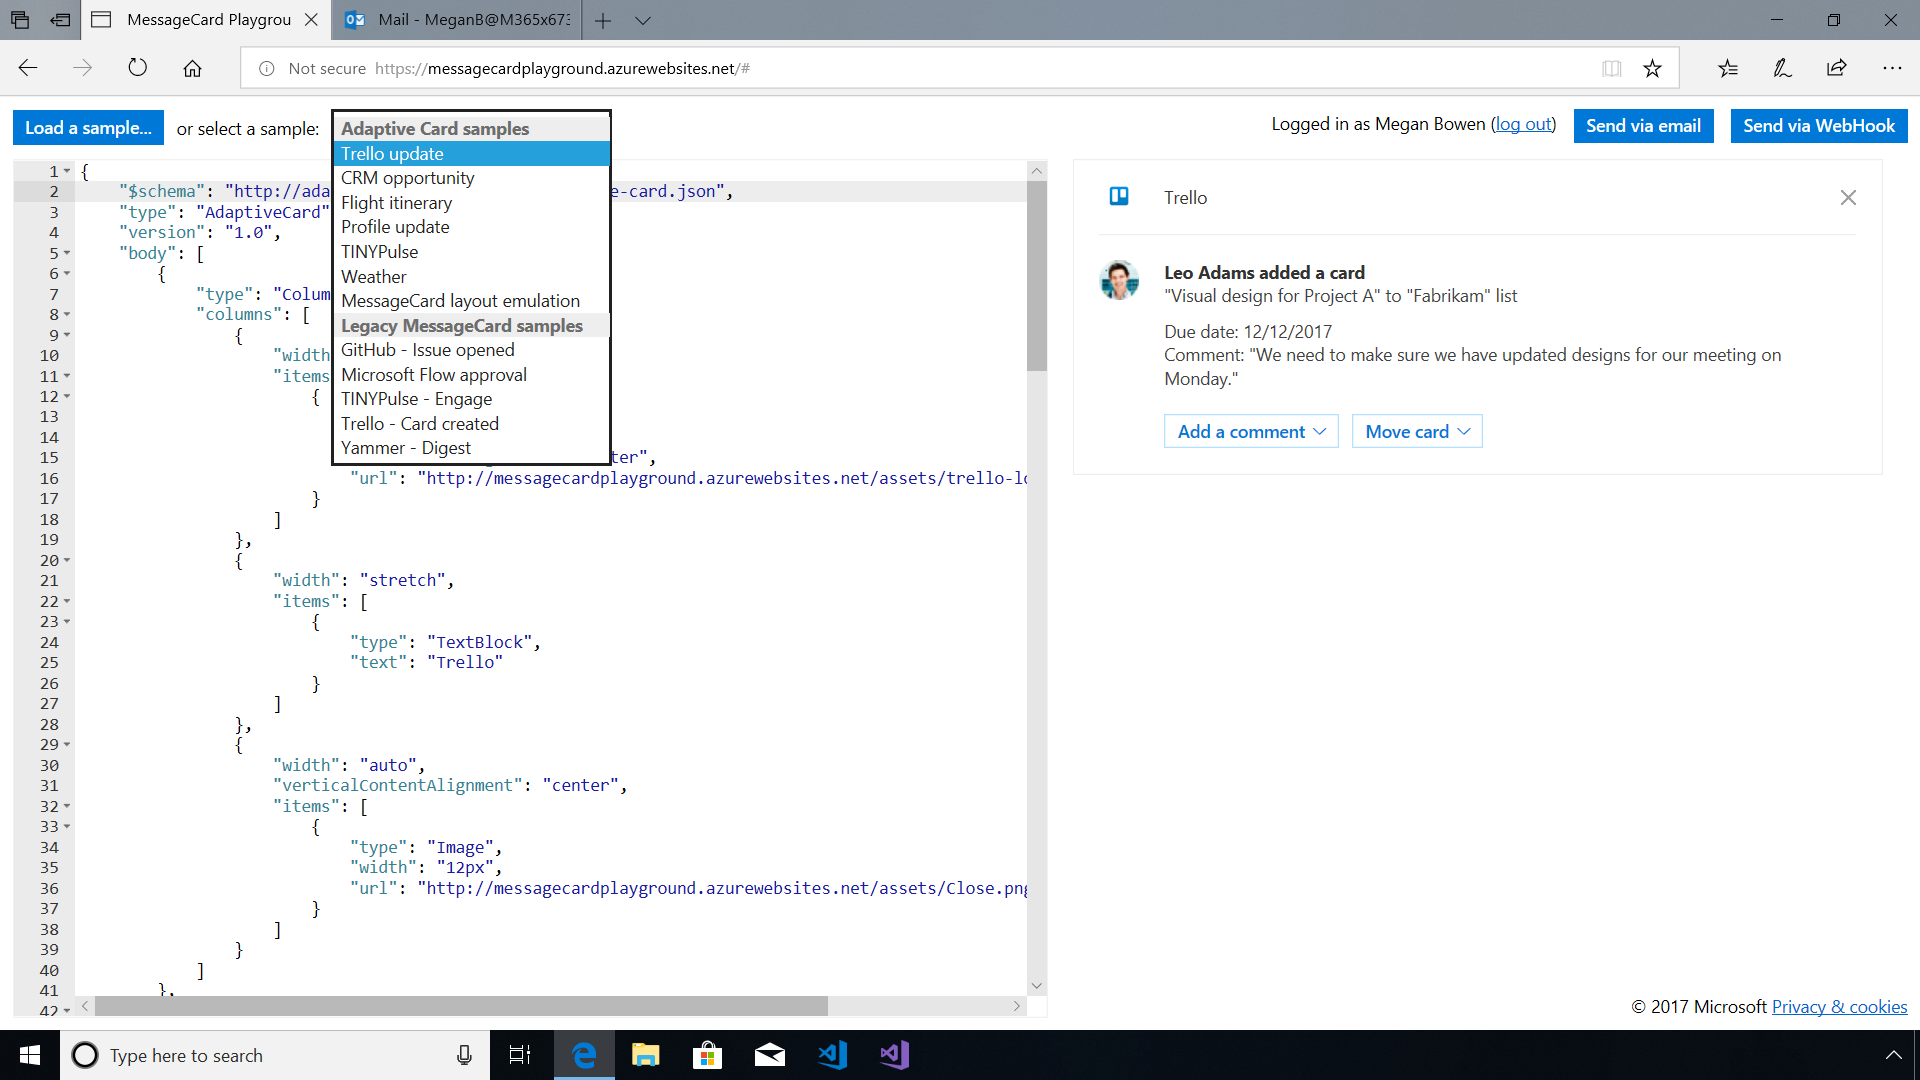 MessageCard Playgrou
Mail - MeganB@M365x673
Not secure https://messagecardplayground.azurewebsites.net/#
Load a sample... or select a sample:
Adaptive Card samples
Trello update
CRM opportunity
Flight itinerary
Profile update
TINYPulse
Weather
MessageCard layout emulation
Legacy MessageCard samples
GitHub - Issue opened
Microsoft Flow approval
TINYPulse - Engage
Trello - Card created
Yammer - Digest
Logged in as Megan Bowen (log out)
Send via email
Send via WebHook
1 {
2 "$schema": "http://ada e-card.json",
3 "type": "AdaptiveCard"
4 "version": "1.0",
5 "body": [
6 {
7 "type": "Colum
8 "columns": [
9 {
10 "width
11 "items
12 {
13
14
15 ter",
16 "url": "http://messagecardplayground.azurewebsites.net/assets/trello-lo
17 }
18 ]
19 },
20 {
21 "width": "stretch",
22 "items": [
23 {
24 "type": "TextBlock",
25 "text": "Trello"
26 }
27 ]
28 },
29 {
30 "width": "auto",
31 "verticalContentAlignment": "center",
32 "items": [
33 {
34 "type": "Image",
35 "width": "12px",
36 "url": "http://messagecardplayground.azurewebsites.net/assets/Close.png
37 }
38 ]
39 }
40 ]
41 },
42
Trello
Leo Adams added a card
"Visual design for Project A" to "Fabrikam" list
Due date: 12/12/2017
Comment: "We need to make sure we have updated designs for our meeting on
Monday."
Add a comment
Move card
© 2017 Microsoft Privacy & cookies
Type here to search